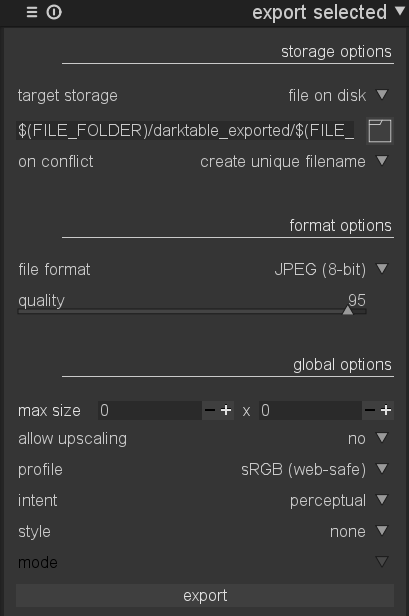 export selected
storage options
target storage file on disk
$(FILE_FOLDER)/darktable_exported/$(FILE_
on conflict create unique filename
format options
file format JPEG (8-bit)
quality 95
global options
max size 0 - + x 0 - +
allow upscaling no
profile sRGB (web-safe)
intent perceptual
style none
mode
export